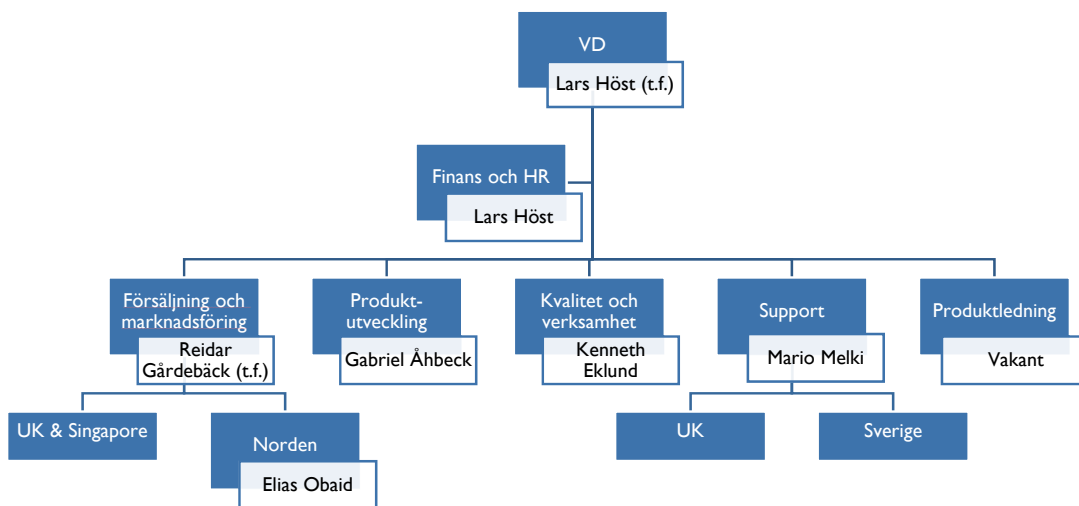 VD
Lars Höst (t.f.)
Finans och HR
Lars Höst
Försäljning och
marknadsföring
Reidar
Gårdebäck (t.f.)
Produkt-
utveckling
Gabriel Åhbeck
Kvalitet och
verksamhet
Kenneth
Eklund
Support
Mario Melki
Produktledning
Vakant
UK & Singapore
Norden
Elias Obaid
UK
Sverige